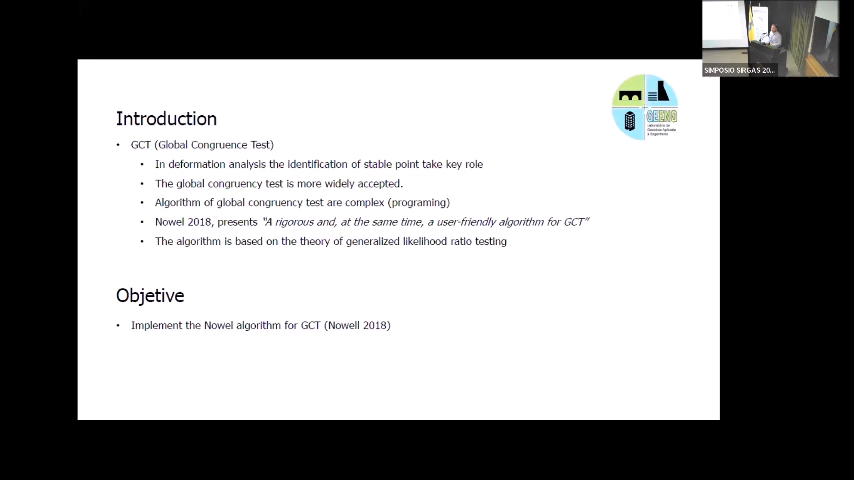 SIMPOSIO SIRGAS 20...
GEENG
Introduction
• GCT (Global Congruence Test)
• In deformation analysis the identification of stable point take key role
• The global congruency test is more widely accepted.
• Algorithm of global congruency test are complex (programing)
• Nowel 2018, presents "A rigorous and, at the same time, a user-friendly algorithm for GCT"
• The algorithm is based on the theory of generalized likelihood ratio testing
Objetive
• Implement the Nowel algorithm for GCT (Nowell 2018)